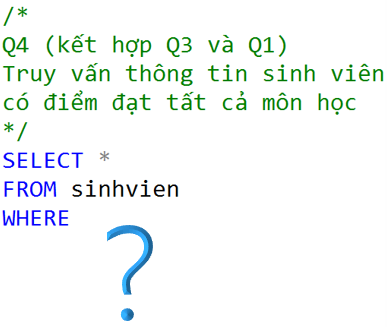 /*
Q4 (kết hợp Q3 và Q1)
Truy vấn thông tin sinh viên
có điểm đạt tất cả môn học
*/
SELECT *
FROM sinhvien
WHERE
?